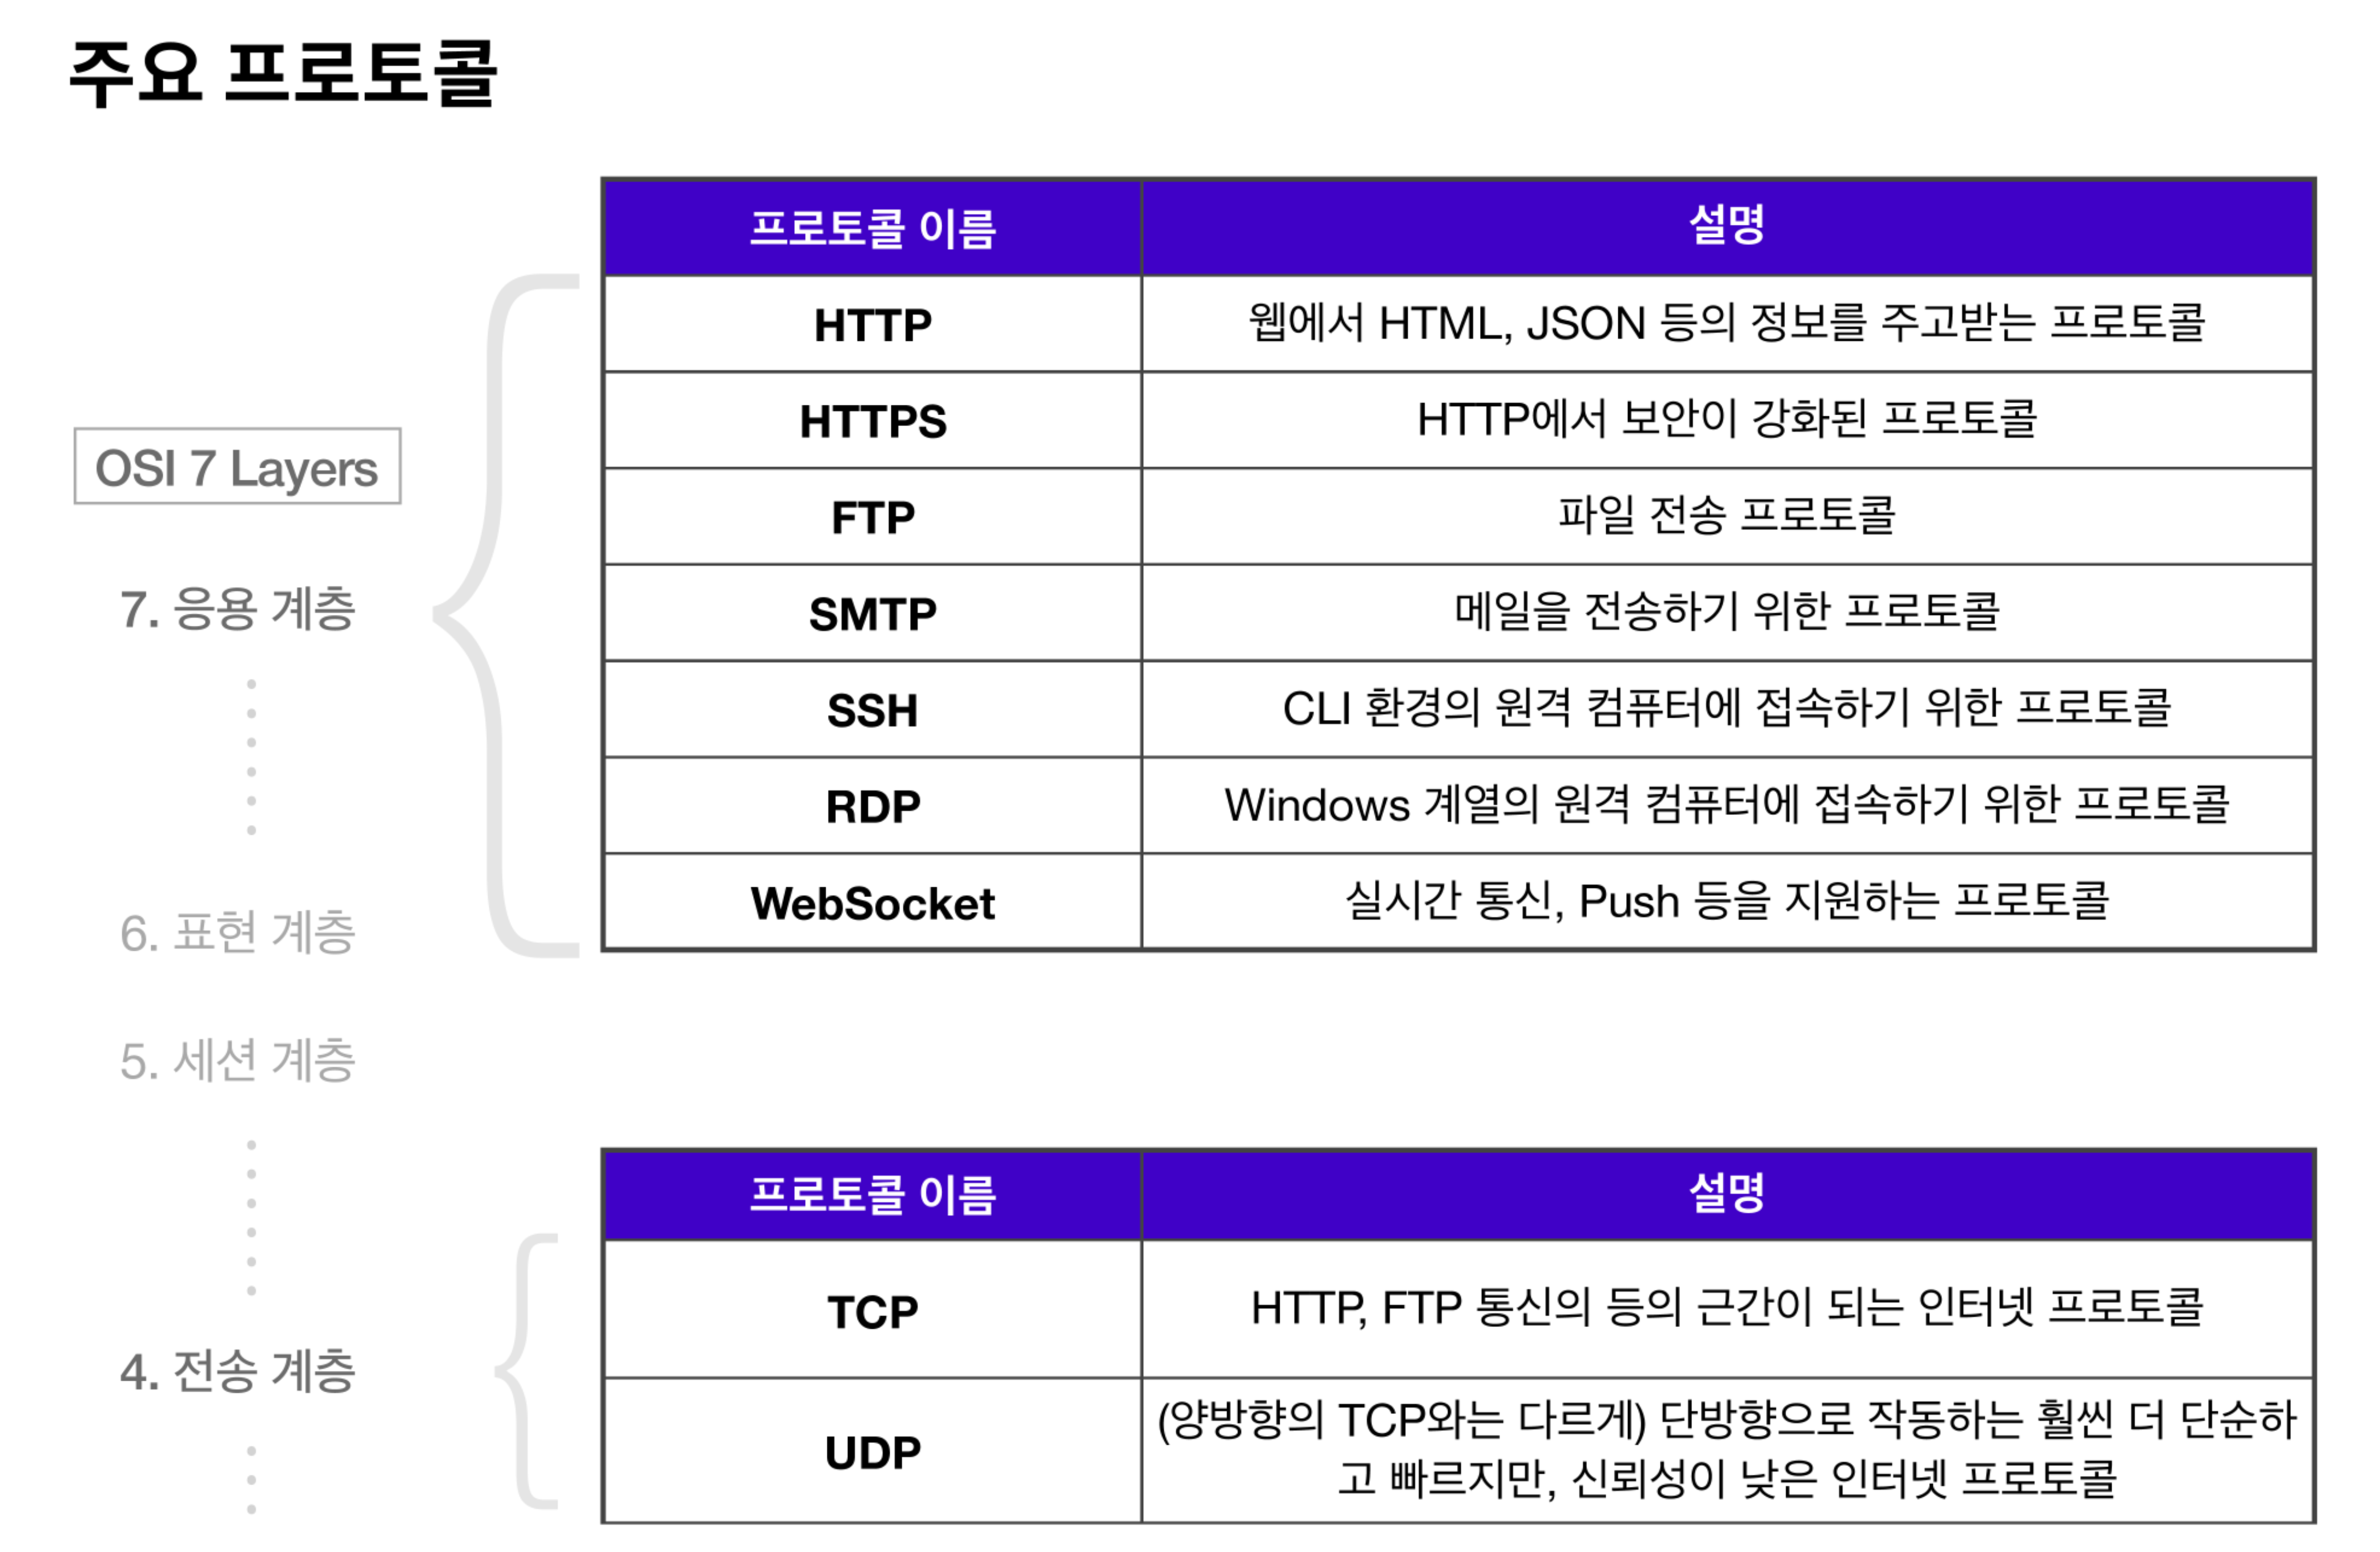 주요 프로토콜
OSI 7 Layers
7. 응용 계층
6. 표현 계층
5. 세션 계층
4. 전송 계층
프로토콜 이름 설명
HTTP 웹에서 HTML, JSON 등의 정보를 주고받는 프로토콜
HTTPS HTTP에서 보안이 강화된 프로토콜
FTP 파일 전송 프로토콜
SMTP 메일을 전송하기 위한 프로토콜
SSH CLI 환경의 원격 컴퓨터에 접속하기 위한 프로토콜
RDP Windows 계열의 원격 컴퓨터에 접속하기 위한 프로토콜
WebSocket 실시간 통신, Push 등을 지원하는 프로토콜
프로토콜 이름 설명
TCP HTTP, FTP 통신의 등의 근간이 되는 인터넷 프로토콜
UDP (양방향의 TCP와는 다르게) 단방향으로 작동하는 훨씬 더 단순하
고 빠르지만, 신뢰성이 낮은 인터넷 프로토콜